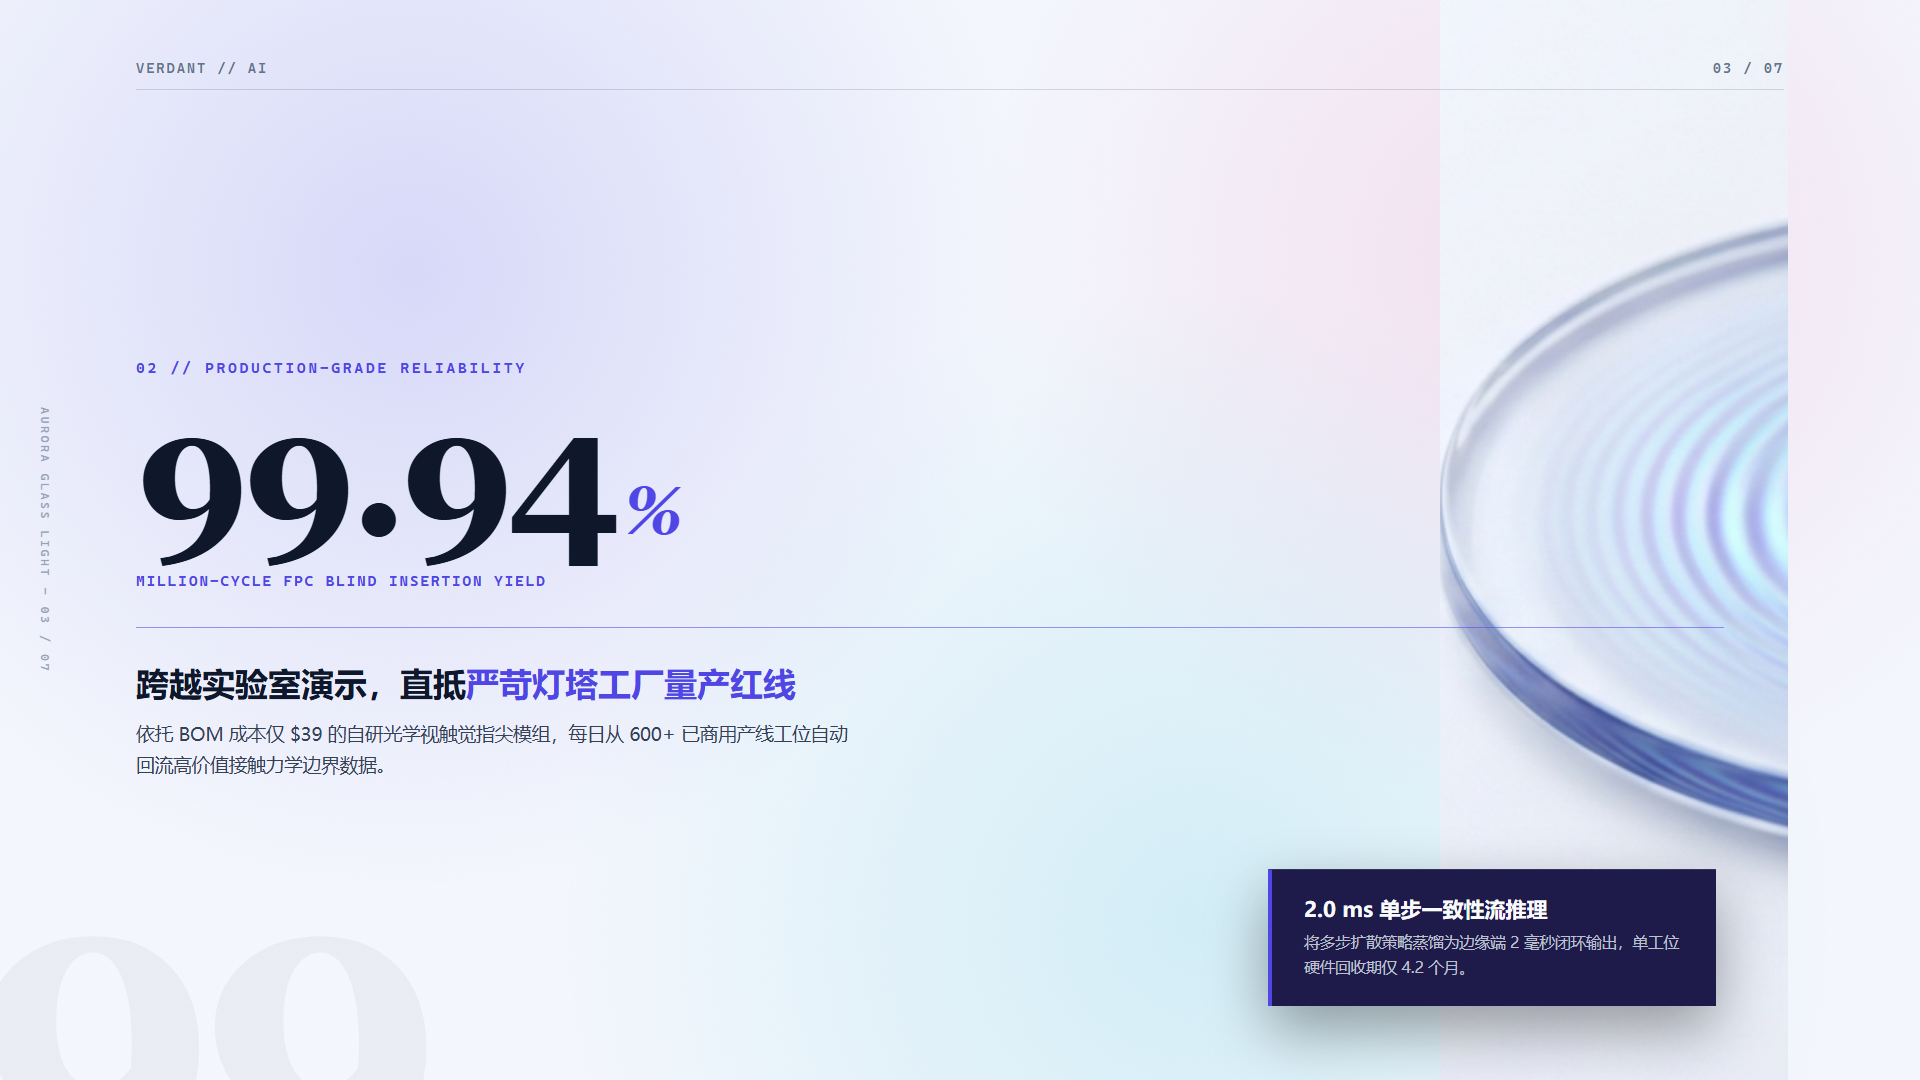 VERDANT // AI
03 / 07
02 // PRODUCTION-GRADE RELIABILITY
99.94%
MILLION-CYCLE FPC BLIND INSERTION YIELD
跨越实验室演示，直抵严苛灯塔工厂量产红线
依托 BOM 成本仅 $39 的自研光学视触觉指尖模组，每日从 600+ 已商用产线工位自动
回流高价值接触力学边界数据。
2.0 ms 单步一致性流推理
将多步扩散策略蒸馏为边缘端 2 毫秒闭环输出，单工位
硬件回收期仅 4.2 个月。
AURORA GLASS LIGHT — 03 / 07
99